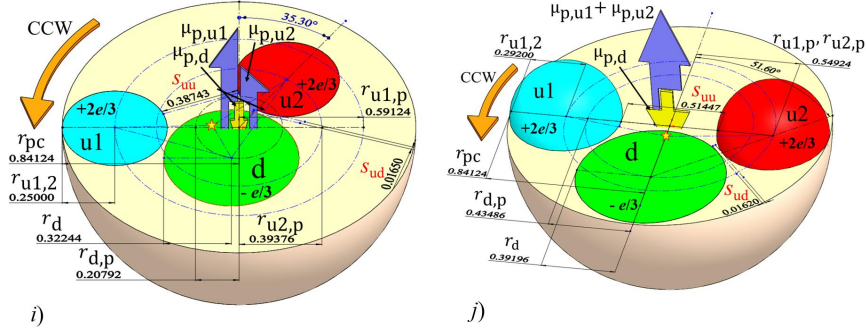 CCW
35.30°
μp,u1
μp,u2
μp,d
suu
0.38743
+2e/3
u1
+2e/3
u2
ru1,p
0.59124
d
- e/3
sud
0.01650
rpc
0.84124
ru1,2
0.25000
rd
0.32244
rd,p
0.20792
ru2,p
0.39376
i)
μp,u1 + μp,u2
ru1,p, ru2,p
0.54924
ru1,2
0.29200
μp,d
51.60°
CCW
u1
+2e/3
suu
0.51447
u2
+2e/3
d
- e/3
sud
0.01620
rpc
0.84124
rd,p
0.43486
rd
0.39196
j)